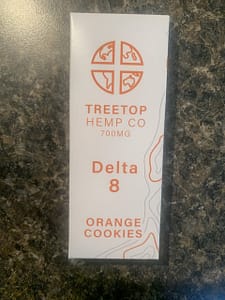 TREETOP
HEMP CO
700MG
Delta
8
ORANGE
COOKIES